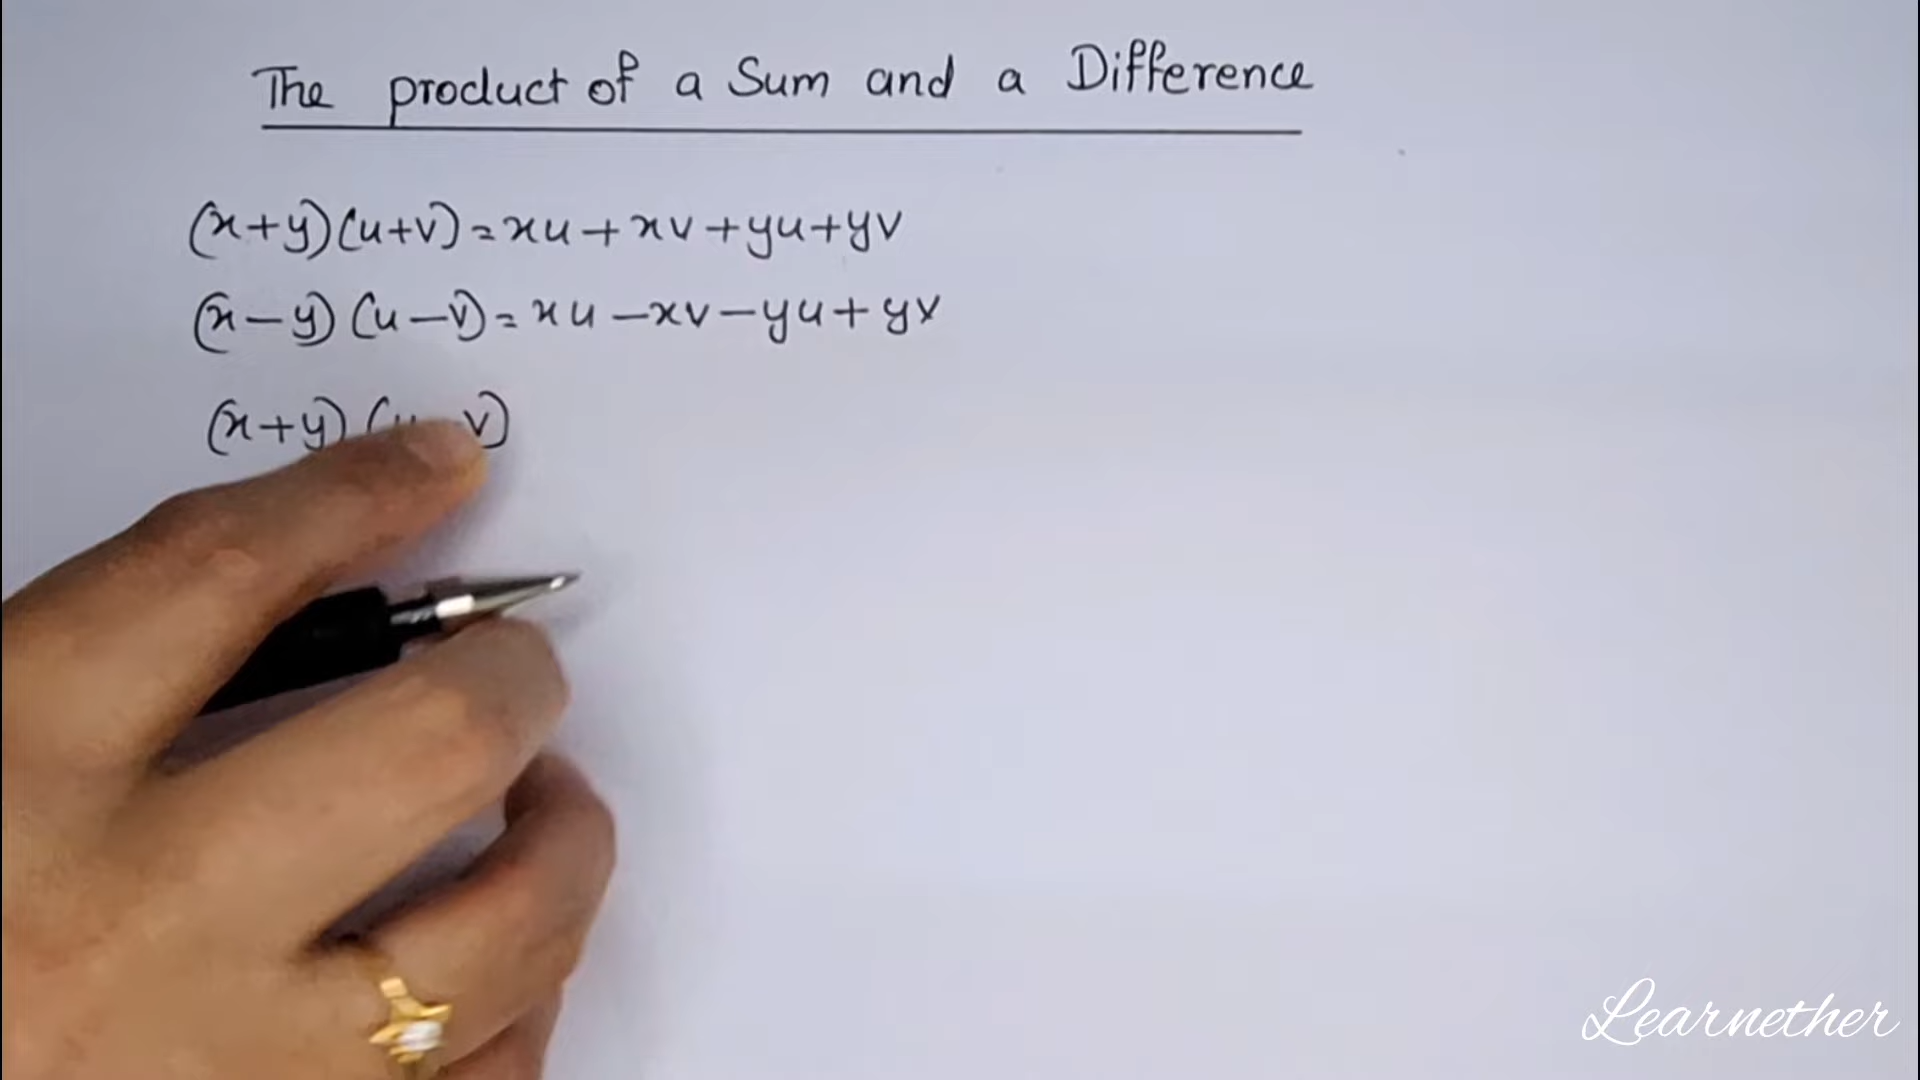 The product of a Sum and a Difference
(x+y)(u+v)=xu+xv+yu+yv
(x-y)(u-v)=xu-xv-yu+yv
(x+y)( v)
Learnether